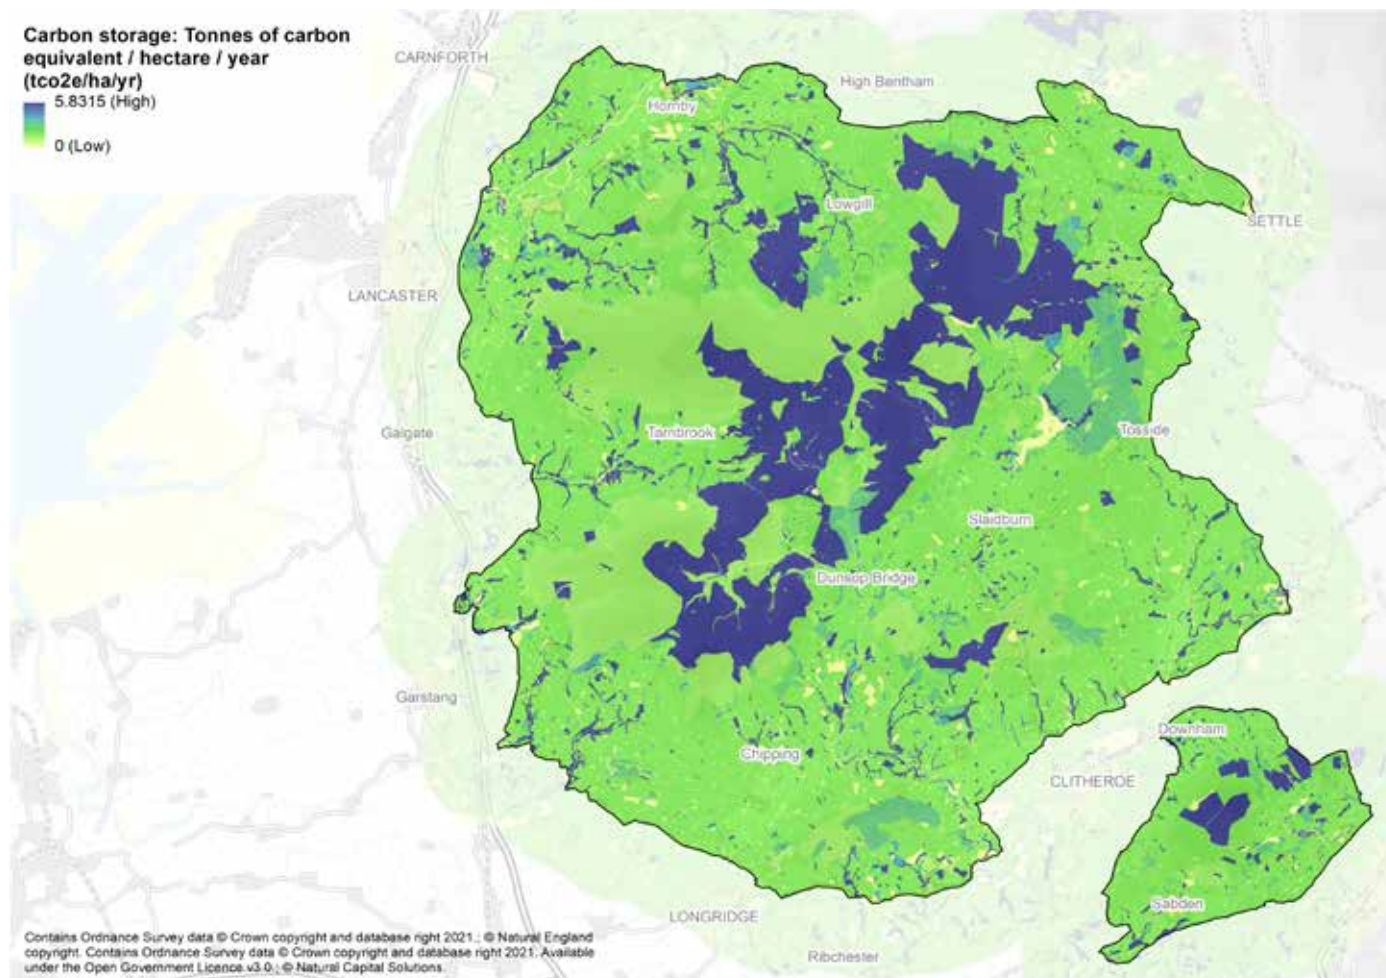 Carbon storage: Tonnes of carbon
equivalent / hectare / year
(tco2e/ha/yr)
5.8315 (High)
0 (Low)
CARNFORTH
High Bentham
Hornby
Lowgill
SETTLE
LANCASTER
Galgate
Tarnbrook
Tosside
Slaidburn
Dunsop Bridge
Garstang
Downham
Chipping
CLITHEROE
Sabden
LONGRIDGE
Ribchester
Contains Ordnance Survey data © Crown copyright and database right 2021.; © Natural England
copyright. Contains Ordnance Survey data © Crown copyright and database right 2021. Available
under the Open Government Licence v3.0.; © Natural Capital Solutions.